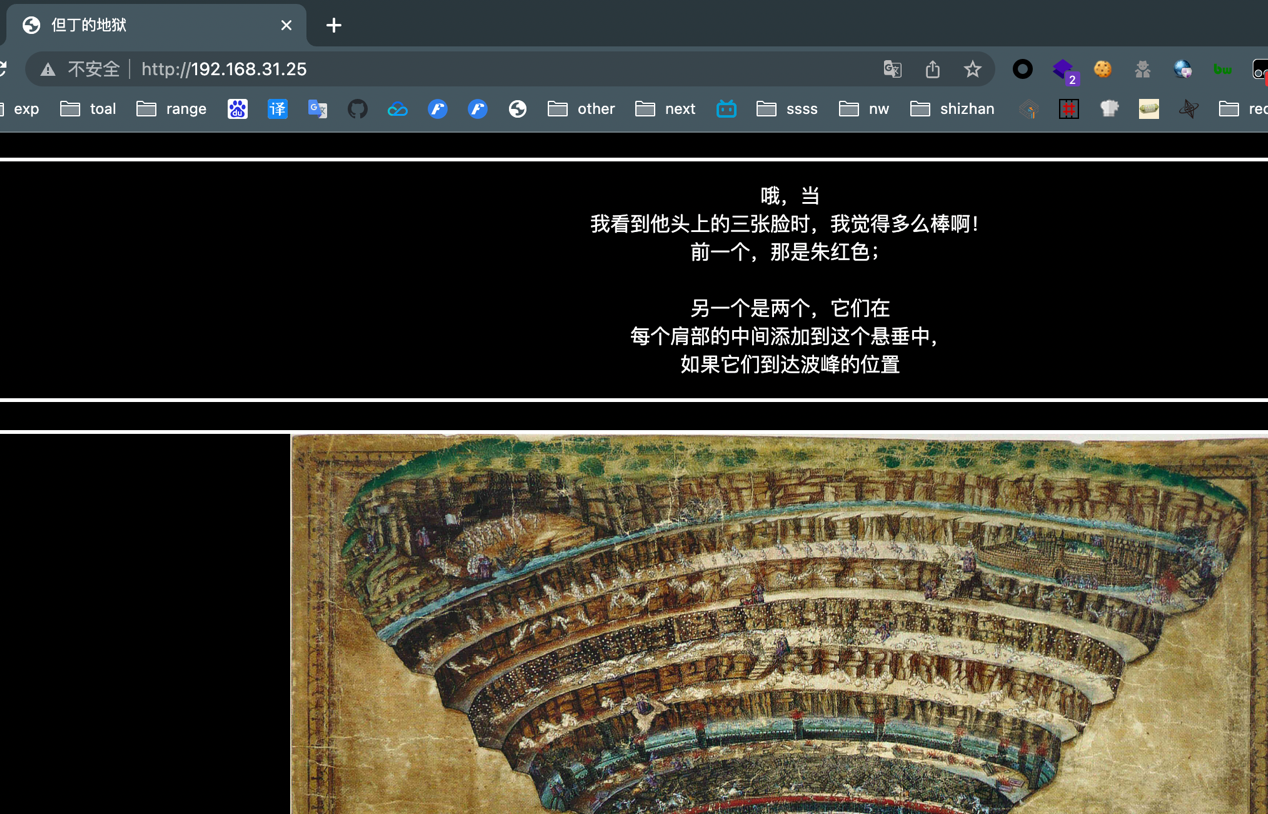 但丁的地狱
不安全 http://192.168.31.25
2
exp toal range 译 other next ssss nw shizhan rec
哦，当
我看到他头上的三张脸时，我觉得多么棒啊！
前一个，那是朱红色；
另一个是两个，它们在
每个肩部的中间添加到这个悬垂中，
如果它们到达波峰的位置